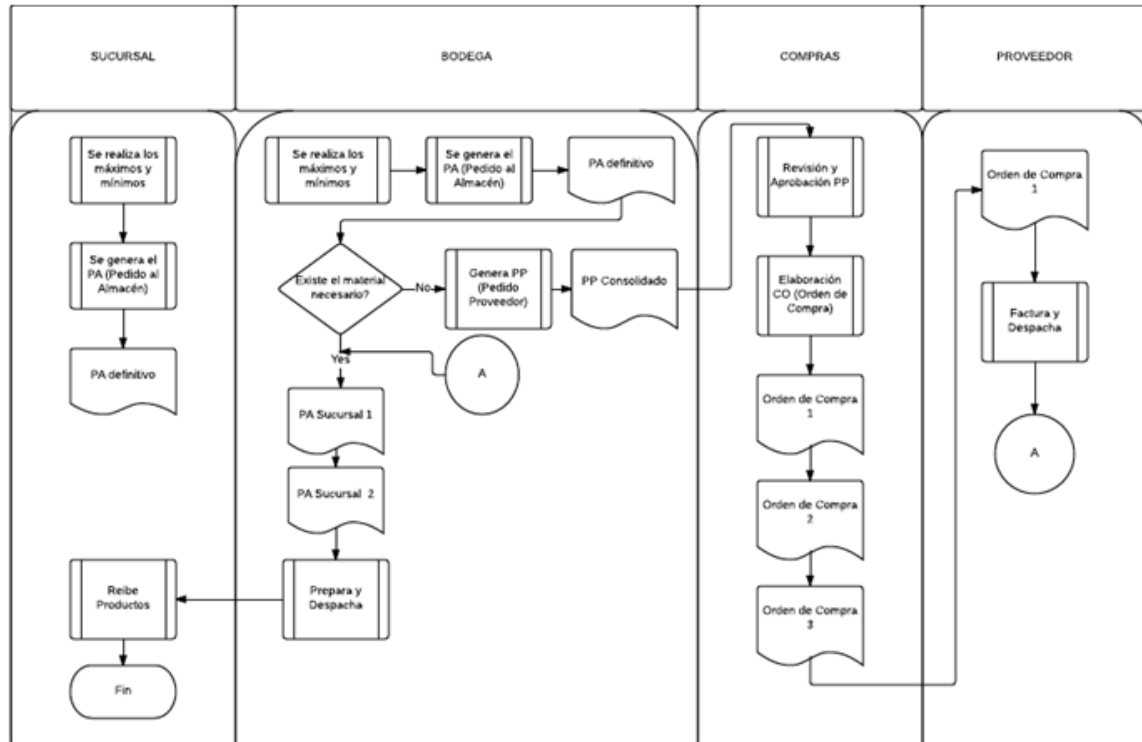 SUCURSAL
BODEGA
COMPRAS
PROVEEDOR
Se realiza los
máximos y
mínimos
Se genera el
PA (Pedido al
Almacén)
PA definitivo
Reibe
Productos
Fin
Se realiza los
máximos y
mínimos
Se genera el
PA (Pedido al
Almacén)
PA definitivo
Existe el material
necesario?
No
Genera PP
(Pedido
Proveedor)
PP Consolidado
Yes
A
PA Sucursal 1
PA Sucursal 2
Prepara y
Despacha
Revisión y
Aprobación PP
Elaboración
CO (Orden de
Compra)
Orden de Compra
1
Orden de Compra
2
Orden de Compra
3
Orden de Compra
1
Factura y
Despacha
A